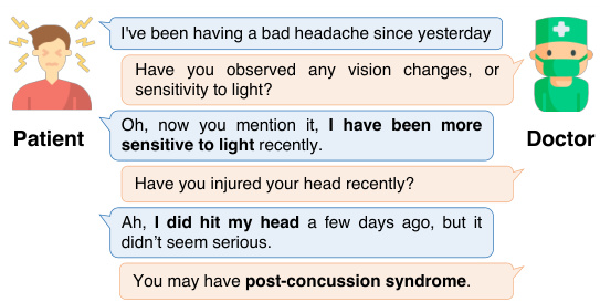 I've been having a bad headache since yesterday
Have you observed any vision changes, or
sensitivity to light?
Patient
Doctor
Oh, now you mention it, I have been more
sensitive to light recently.
Have you injured your head recently?
Ah, I did hit my head a few days ago, but it
didn't seem serious.
You may have post-concussion syndrome.